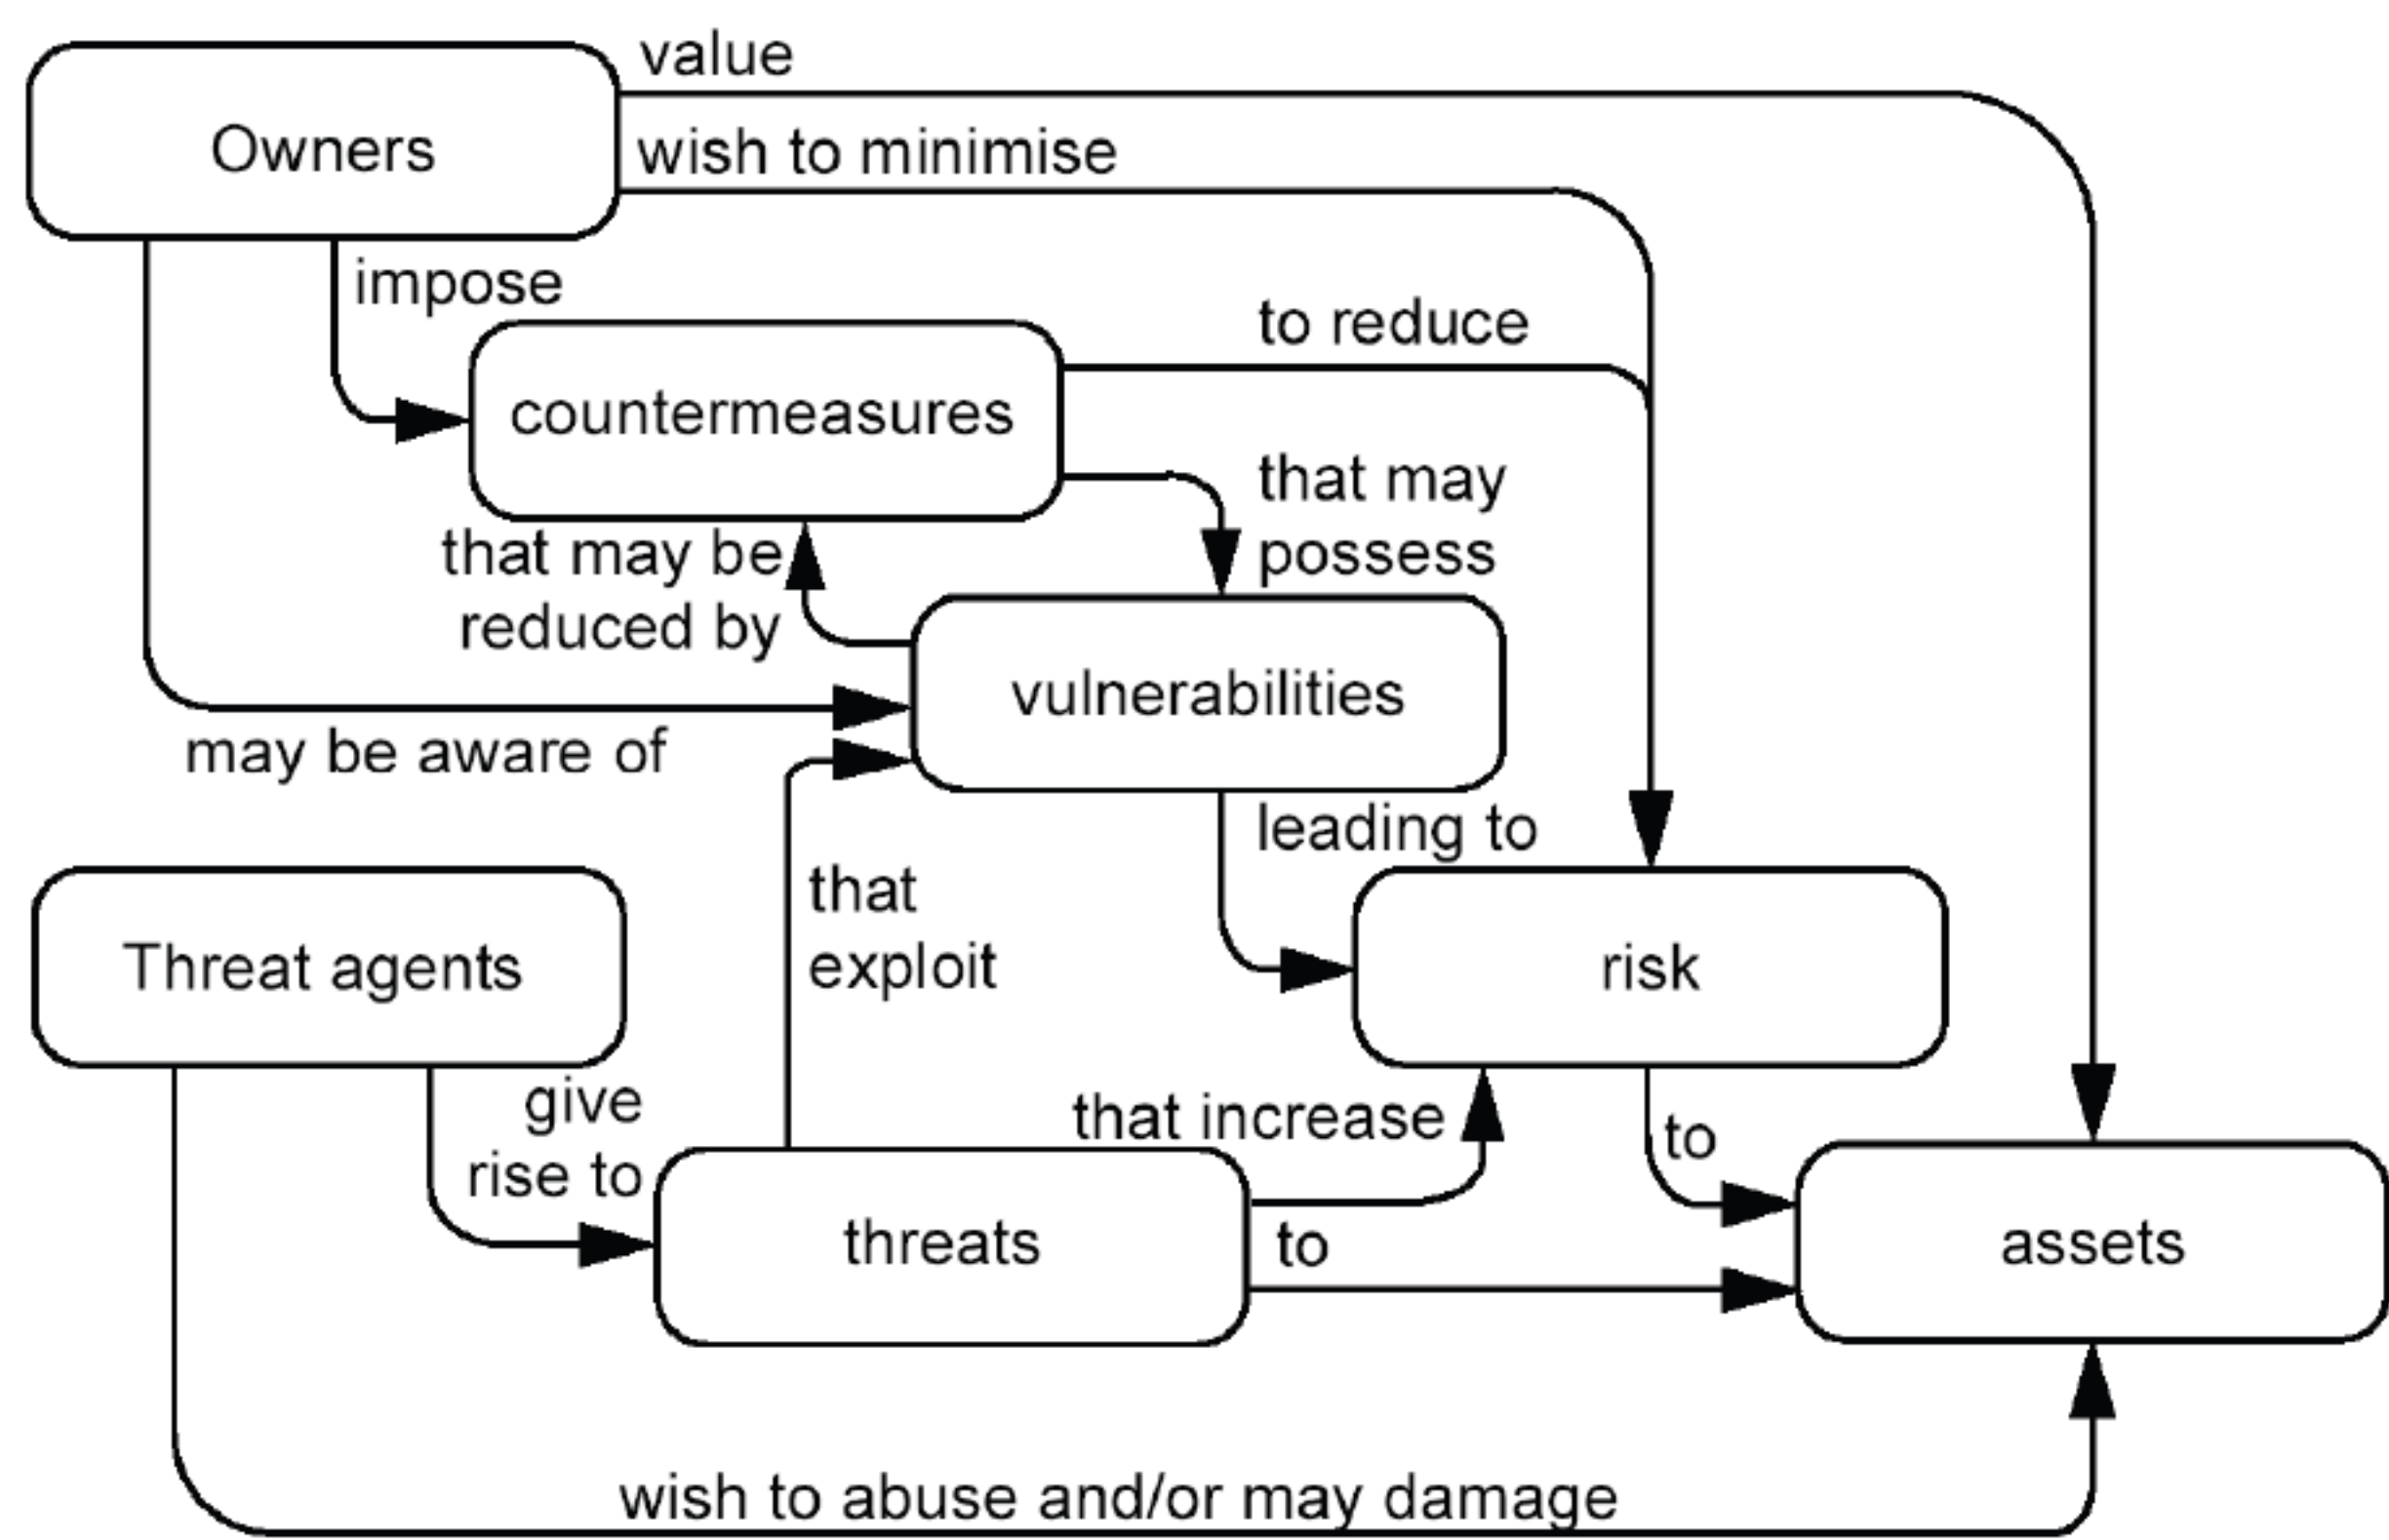 value
Owners
wish to minimise
impose
to reduce
countermeasures
that may
possess
that may be
reduced by
vulnerabilities
may be aware of
leading to
that
exploit
Threat agents
risk
give
rise to
that increase
to
threats
to
assets
wish to abuse and/or may damage